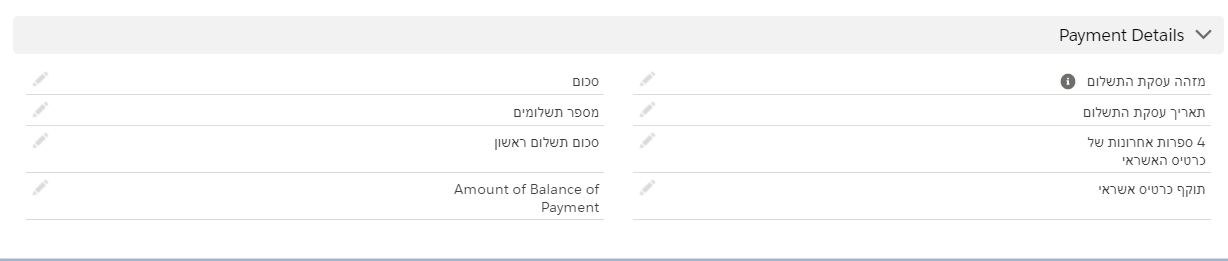 Payment Details
מזהה עסקת התשלום
סכום
תאריך עסקת התשלום
מספר תשלומים
4 ספרות אחרונות של
כרטיס האשראי
סכום תשלום ראשון
תוקף כרטיס אשראי
Amount of Balance of
Payment